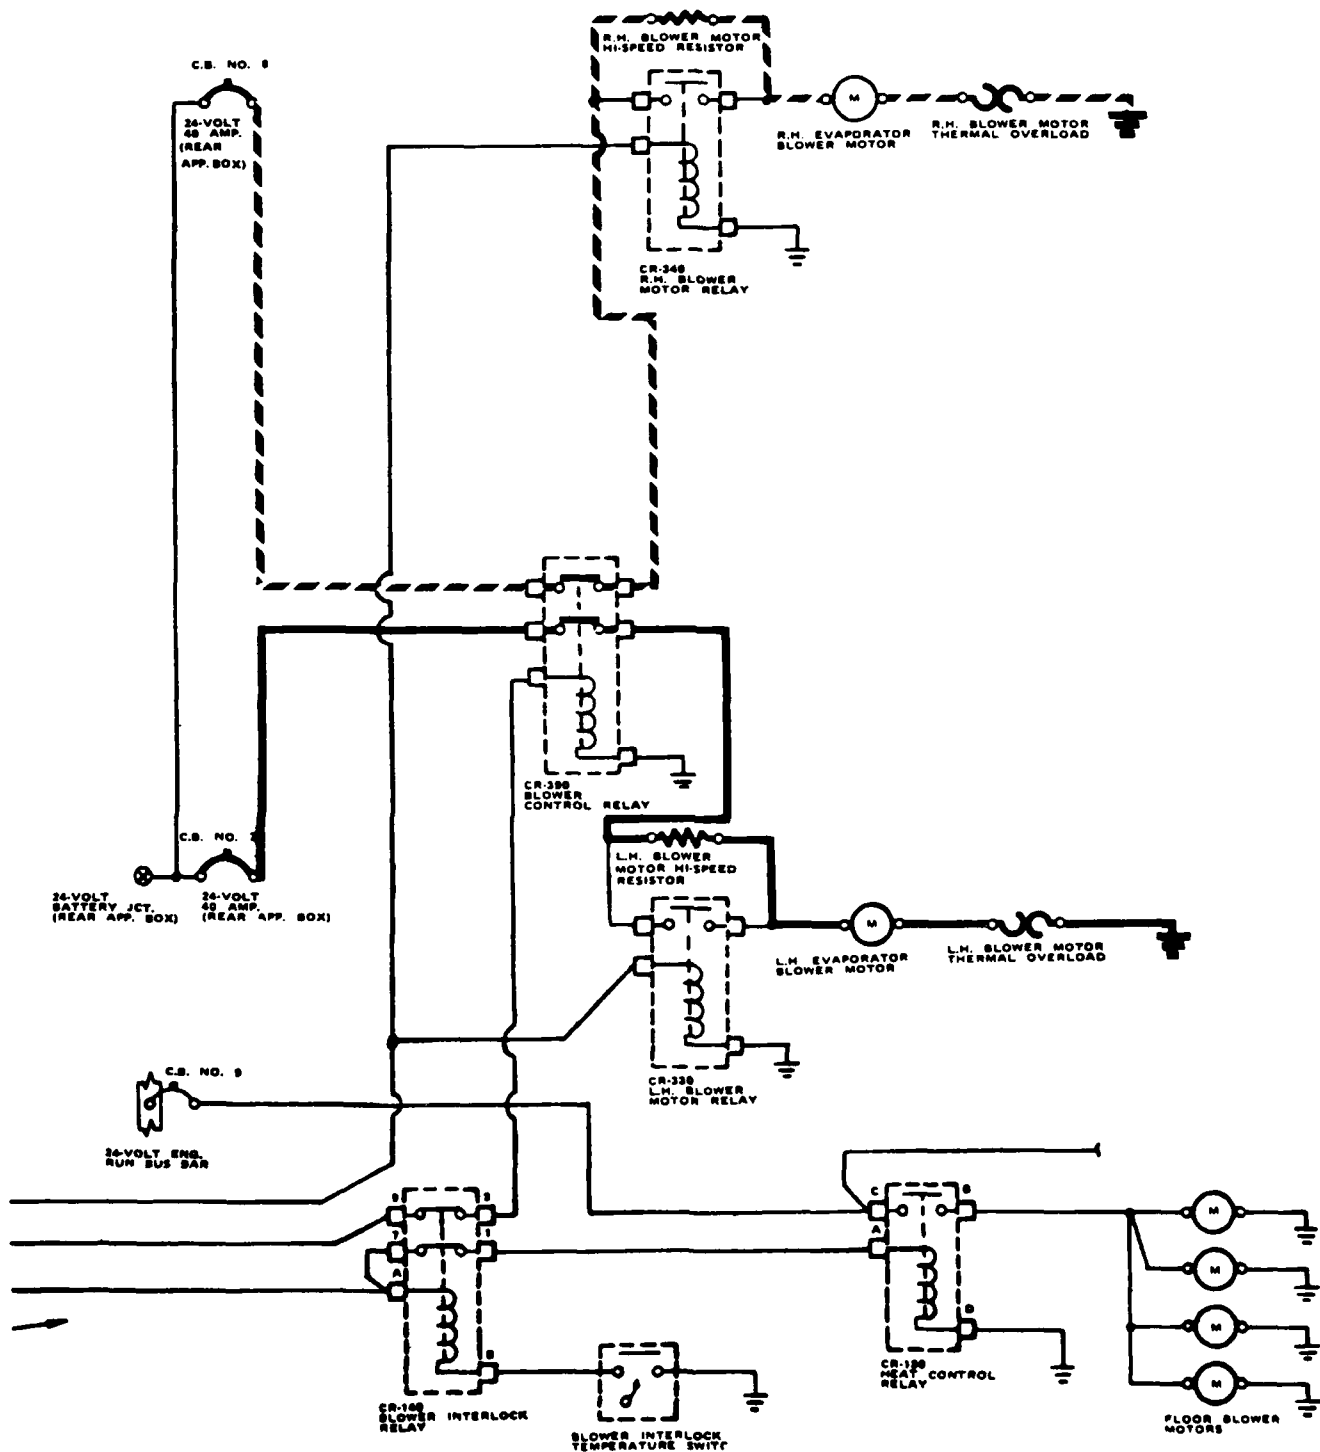 R.H. BLOWER MOTOR
HI-SPEED RESISTOR
C.B. NO. 8
24-VOLT
40 AMP.
(REAR
APP. BOX)
M
R.H. EVAPORATOR
BLOWER MOTOR
R.H. BLOWER MOTOR
THERMAL OVERLOAD
CR-340
R.H. BLOWER
MOTOR RELAY
CR-390
BLOWER
CONTROL RELAY
C.B. NO.
24-VOLT
BATTERY JCT.
(REAR APP. BOX)
24-VOLT
40 AMP.
(REAR APP. BOX)
L.H. BLOWER
MOTOR HI-SPEED
RESISTOR
M
L.H. EVAPORATOR
BLOWER MOTOR
L.H. BLOWER MOTOR
THERMAL OVERLOAD
CR-330
L.H. BLOWER
MOTOR RELAY
C.B. NO. 9
24-VOLT ENG.
RUN BUS BAR
9
3
7
1
A
B
CR-140
BLOWER INTERLOCK
RELAY
BLOWER INTERLOCK
TEMPERATURE SWITC
C
B
A
D
HEAT CONTROL
RELAY
M
M
M
M
FLOOR BLOWER
MOTORS